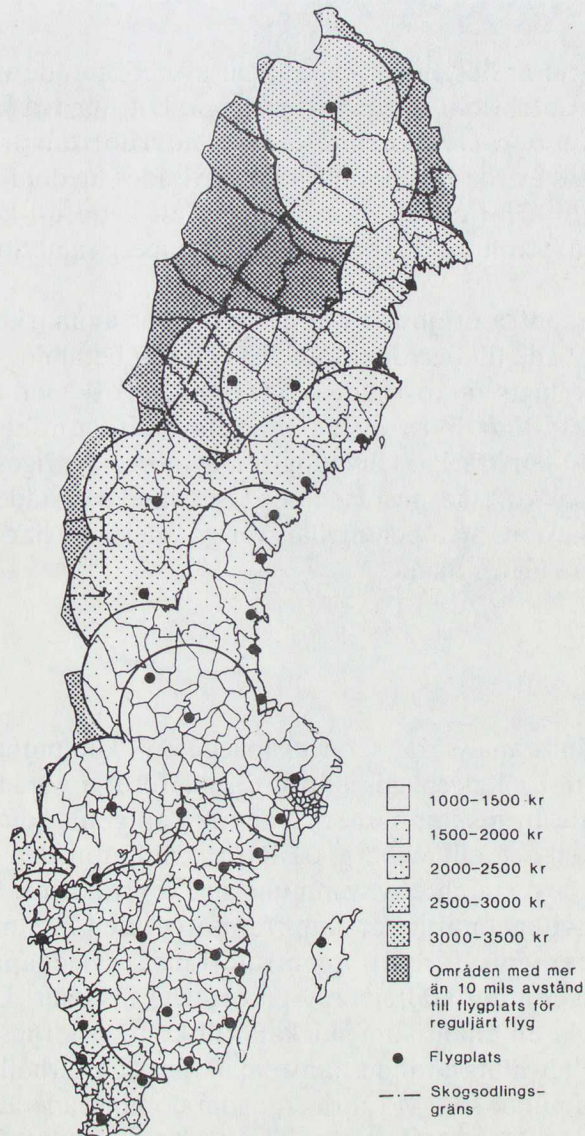 1000–1500 kr
1500–2000 kr
2000–2500 kr
2500–3000 kr
3000–3500 kr
Områden med mer
än 10 mils avstånd
till flygplats för
reguljärt flyg
Flygplats
Skogsodlings-
gräns